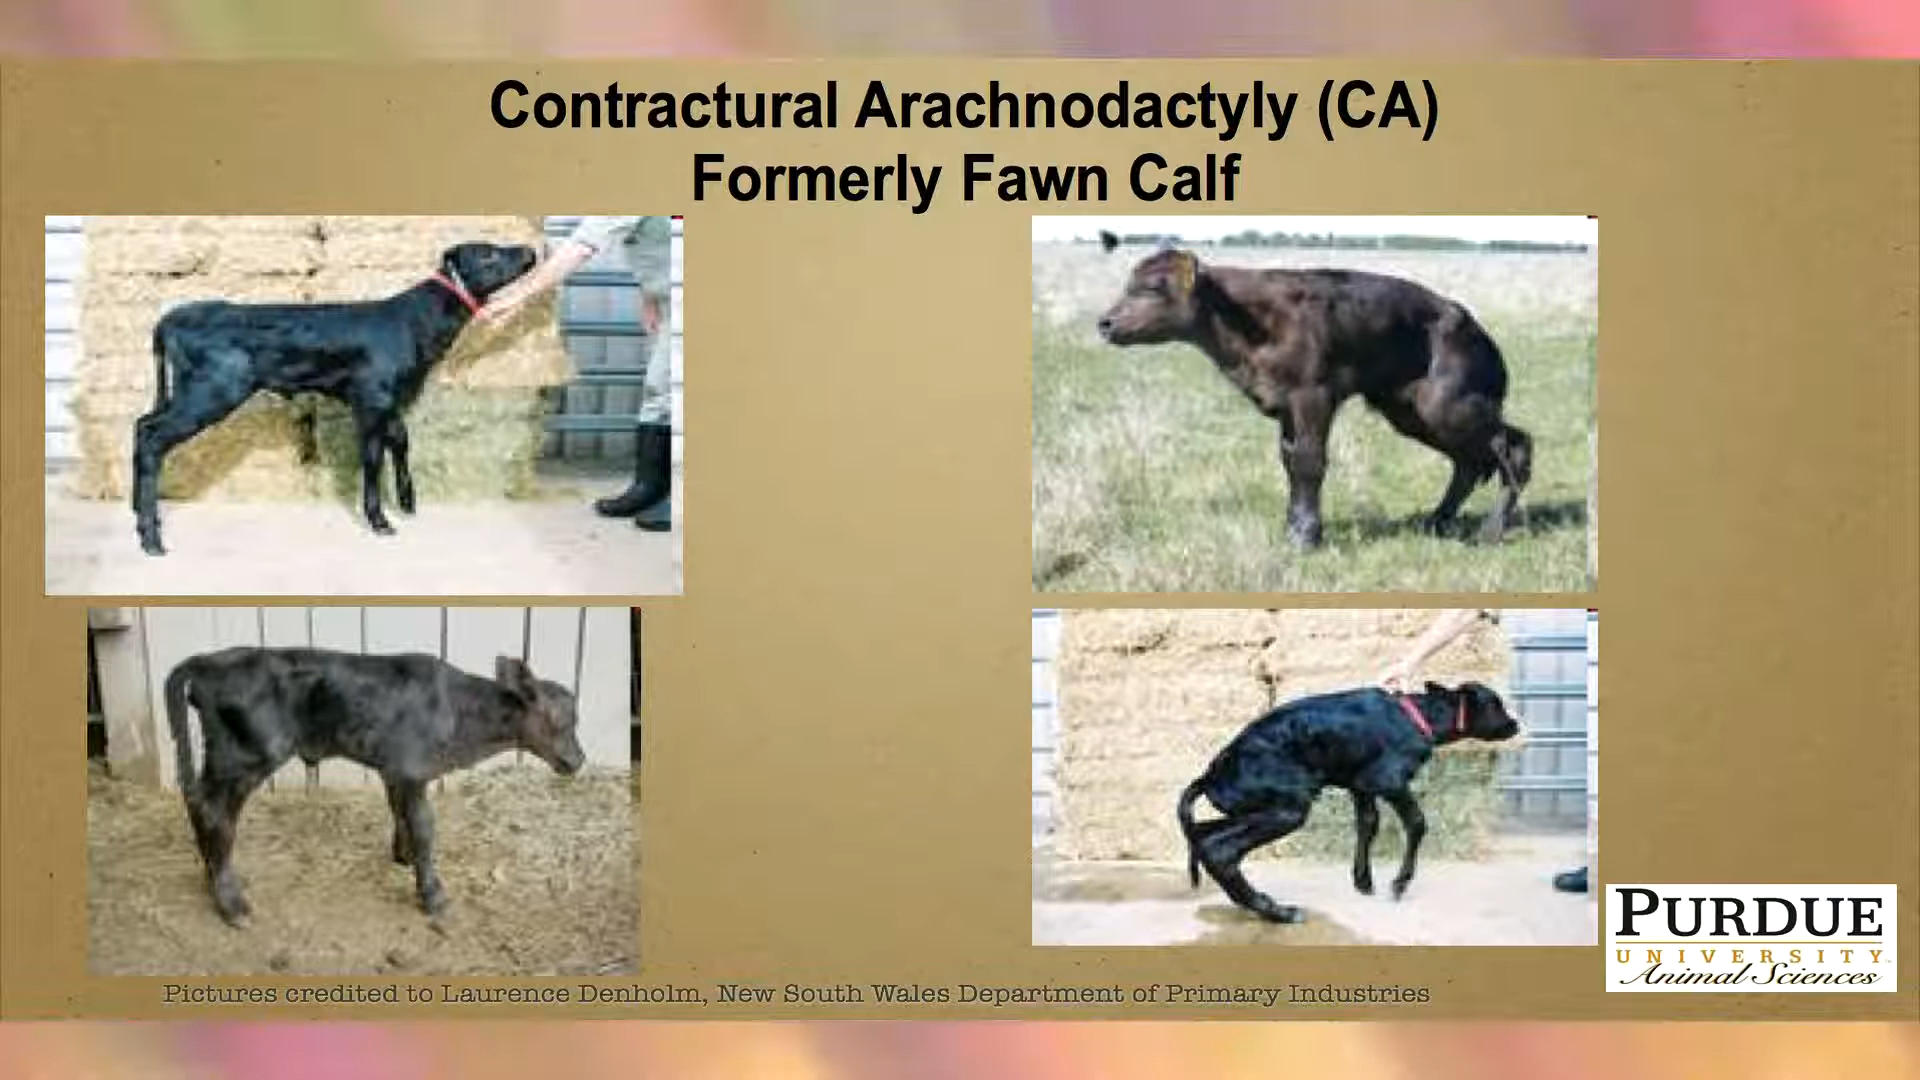 Contractural Arachnodactyly (CA)
Formerly Fawn Calf
Pictures credited to Laurence Denholm, New South Wales Department of Primary Industries
PURDUE
UNIVERSITY
Animal Sciences